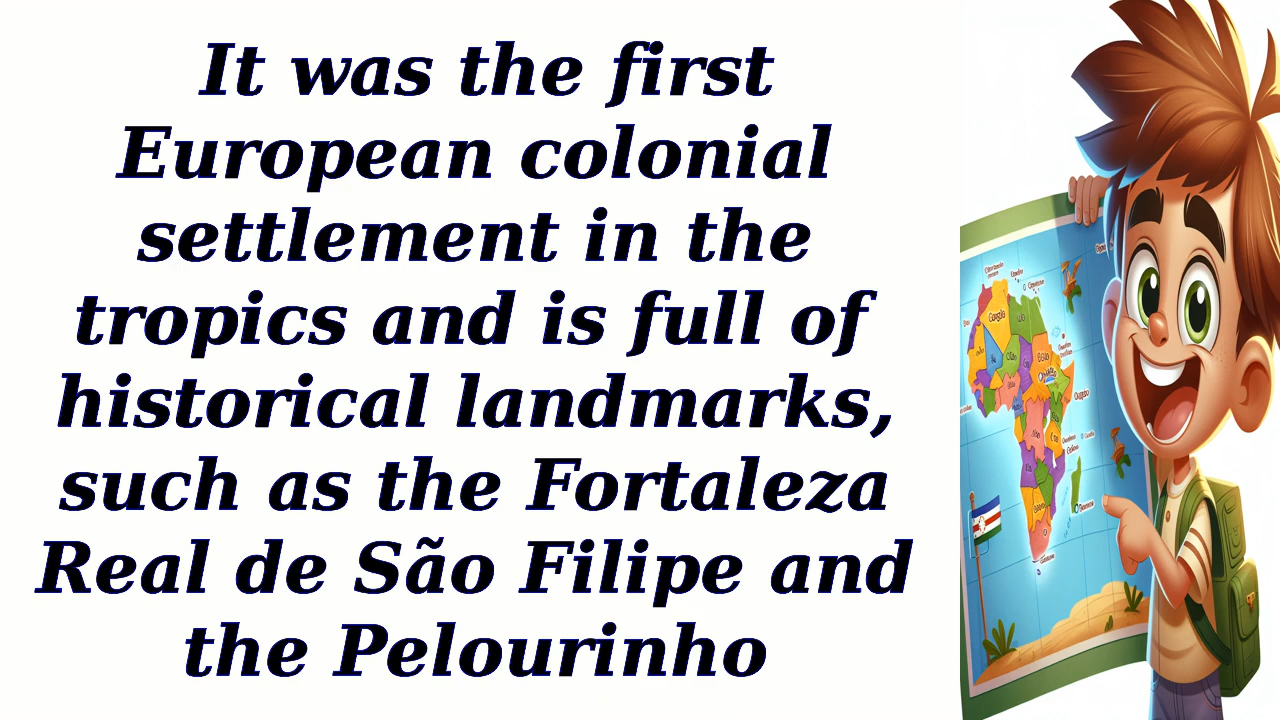 It was the first
European colonial
settlement in the
tropics and is full of
historical landmarks,
such as the Fortaleza
Real de São Filipe and
the Pelourinho